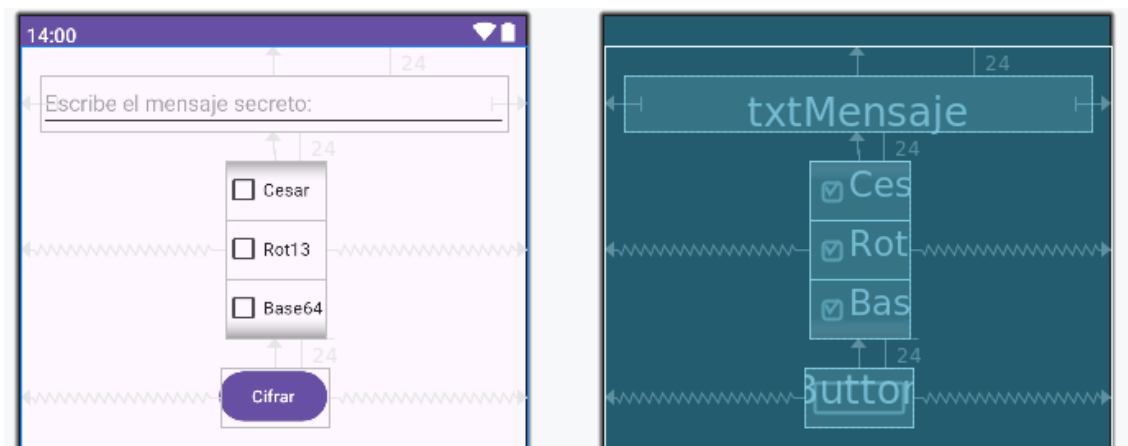 14:00
24
Escribe el mensaje secreto:
24
Cesar
Rot13
Base64
24
Cifrar
24
txtMensaje
24
Ces
Rot
Bas
24
Button